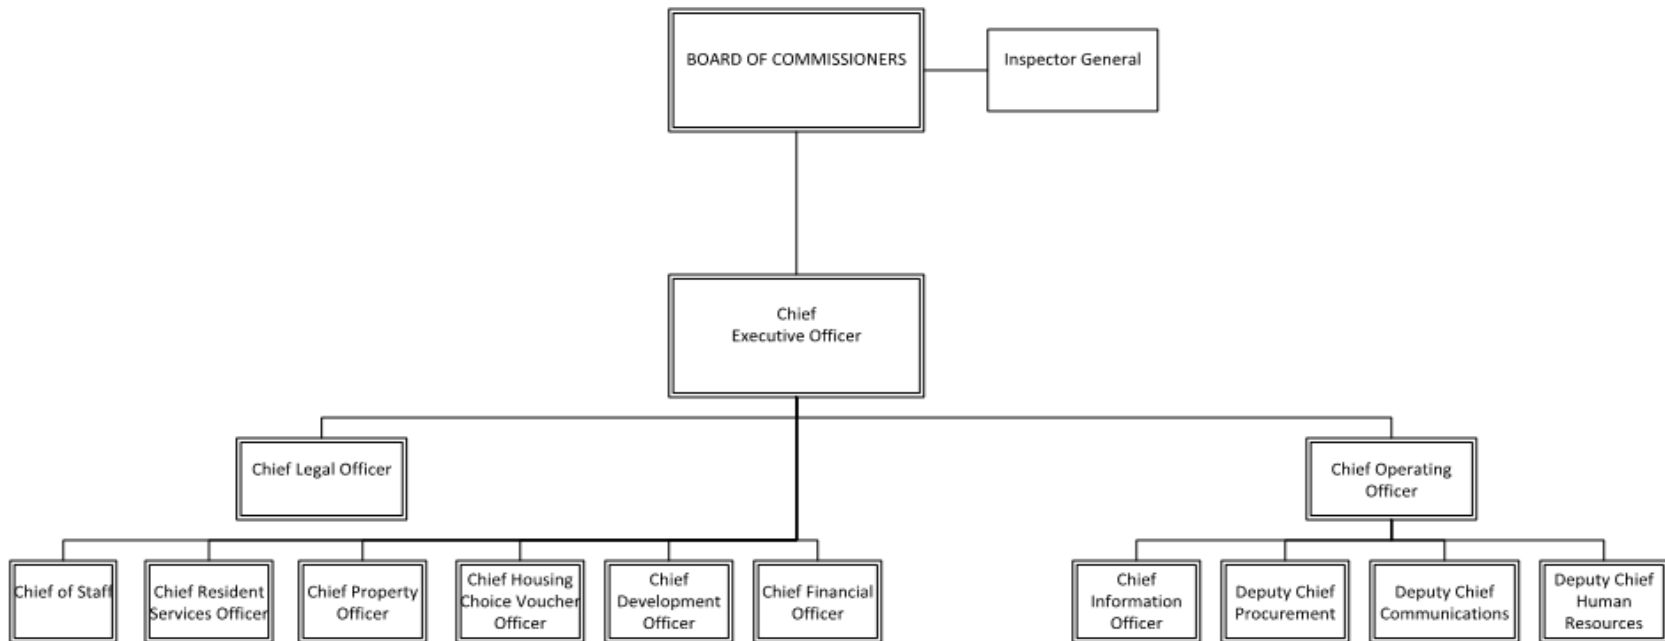 BOARD OF COMMISSIONERS
Inspector General
Chief
Executive Officer
Chief Legal Officer
Chief Operating
Officer
Chief of Staff
Chief Resident
Services Officer
Chief Property
Officer
Chief Housing
Choice Voucher
Officer
Chief
Development
Officer
Chief Financial
Officer
Chief
Information
Officer
Deputy Chief
Procurement
Deputy Chief
Communications
Deputy Chief
Human
Resources